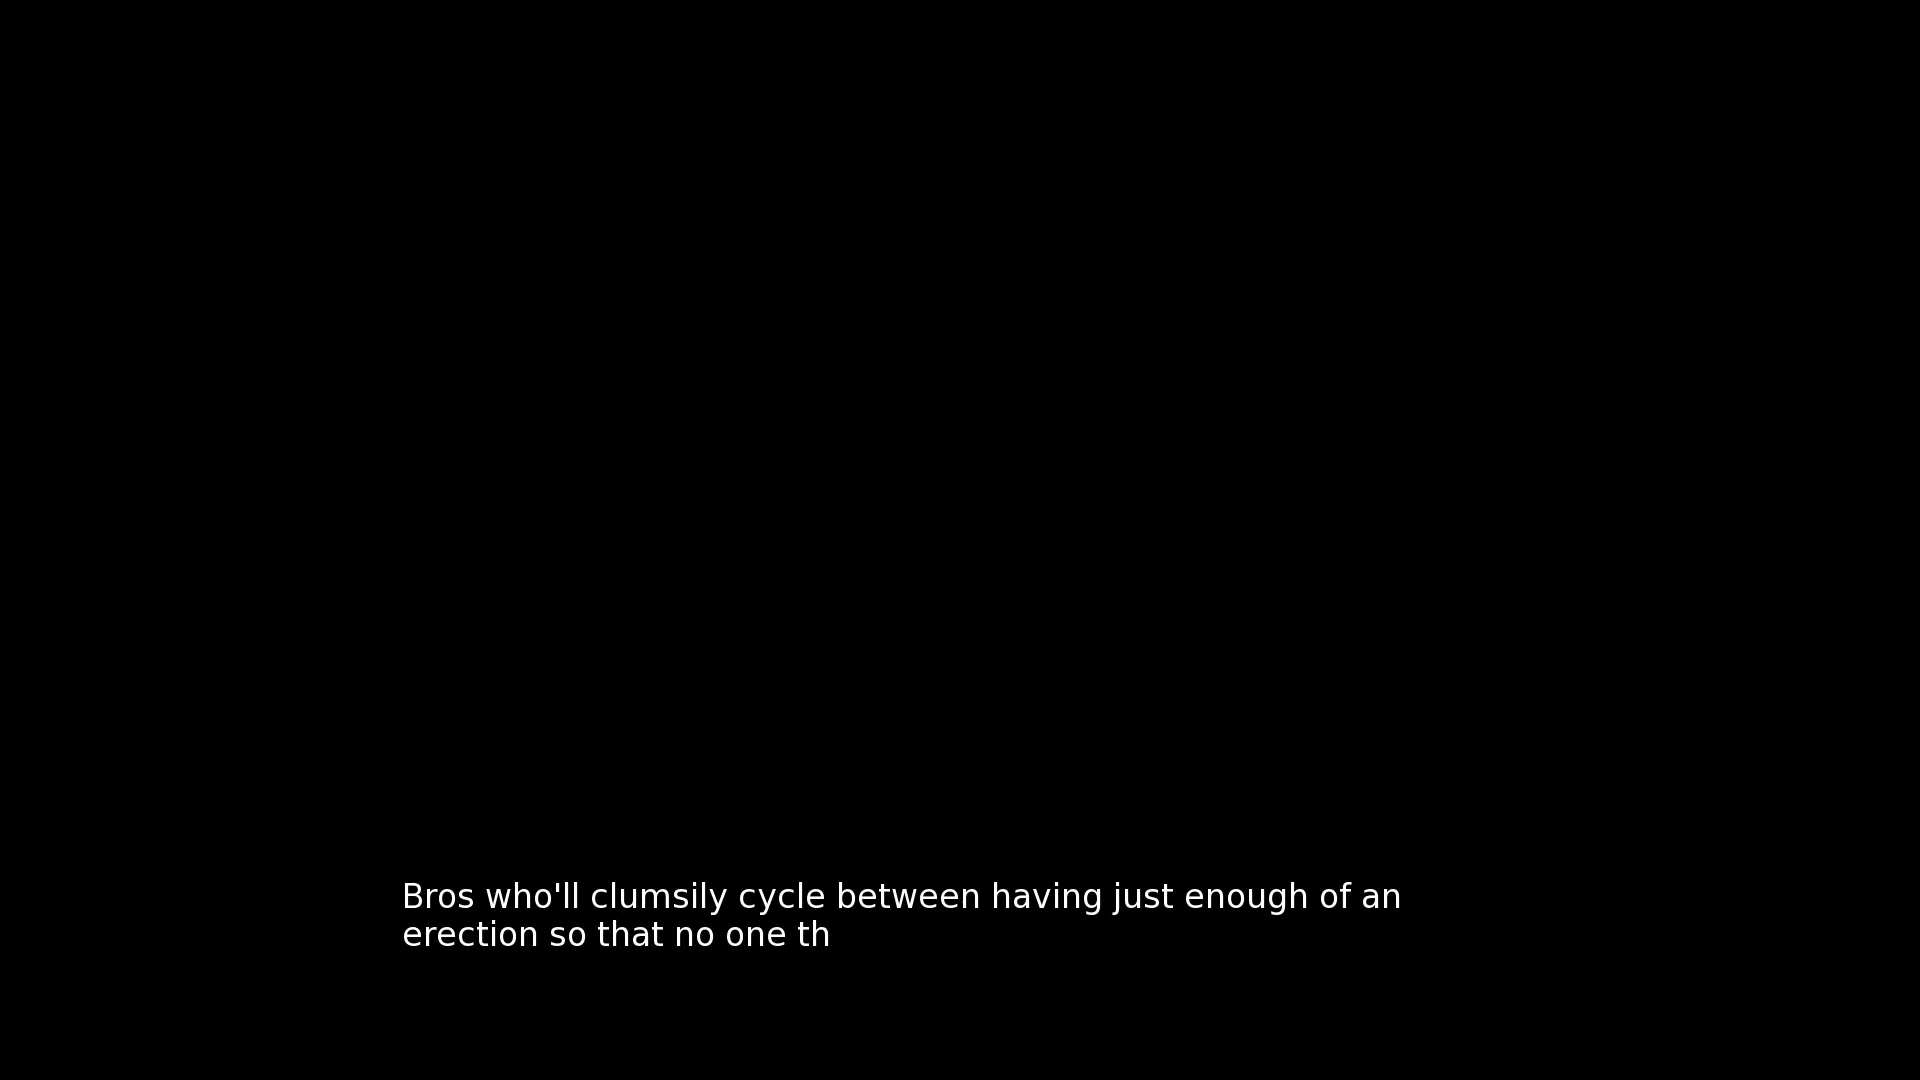 Bros who'll clumsily cycle between having just enough of an
erection so that no one th